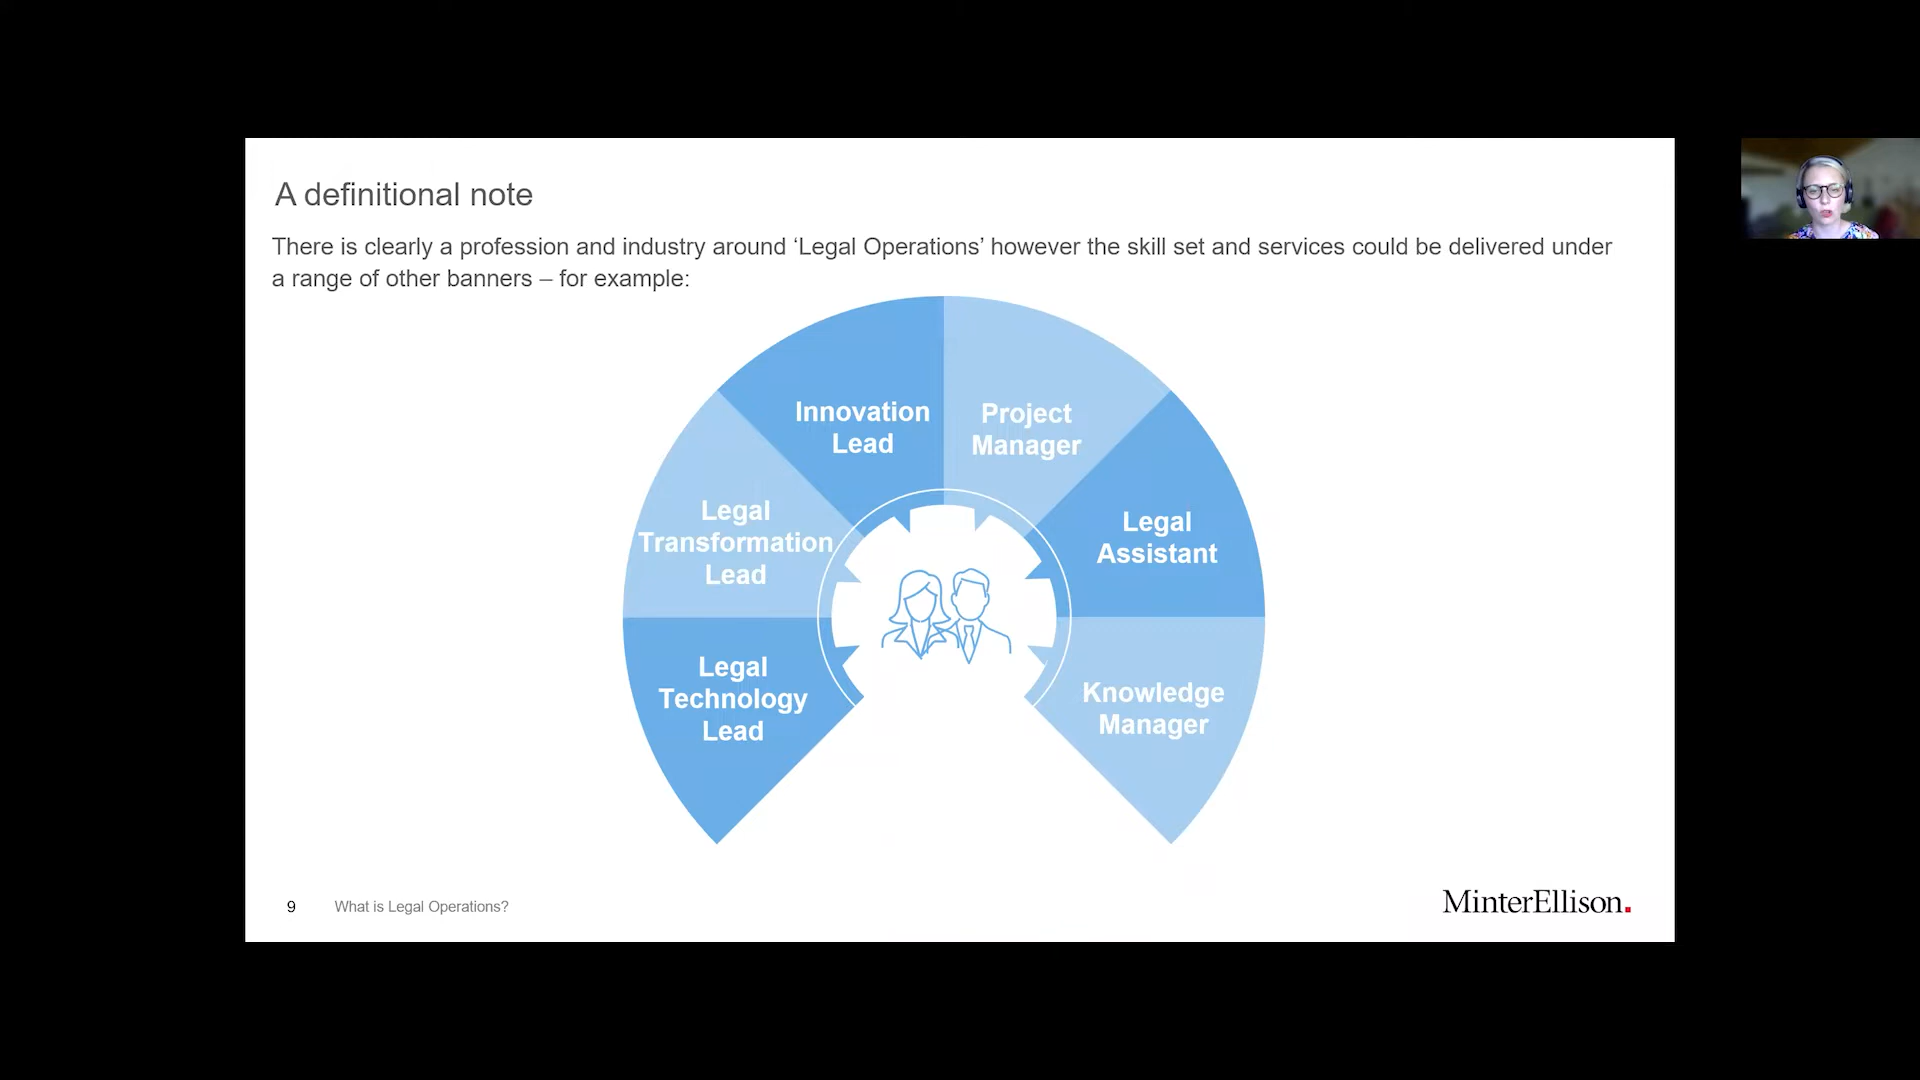 A definitional note
There is clearly a profession and industry around ‘Legal Operations’ however the skill set and services could be delivered under
a range of other banners – for example:
Innovation
Lead
Project
Manager
Legal
Transformation
Lead
Legal
Assistant
Legal
Technology
Lead
Knowledge
Manager
9
What is Legal Operations?
MinterEllison.